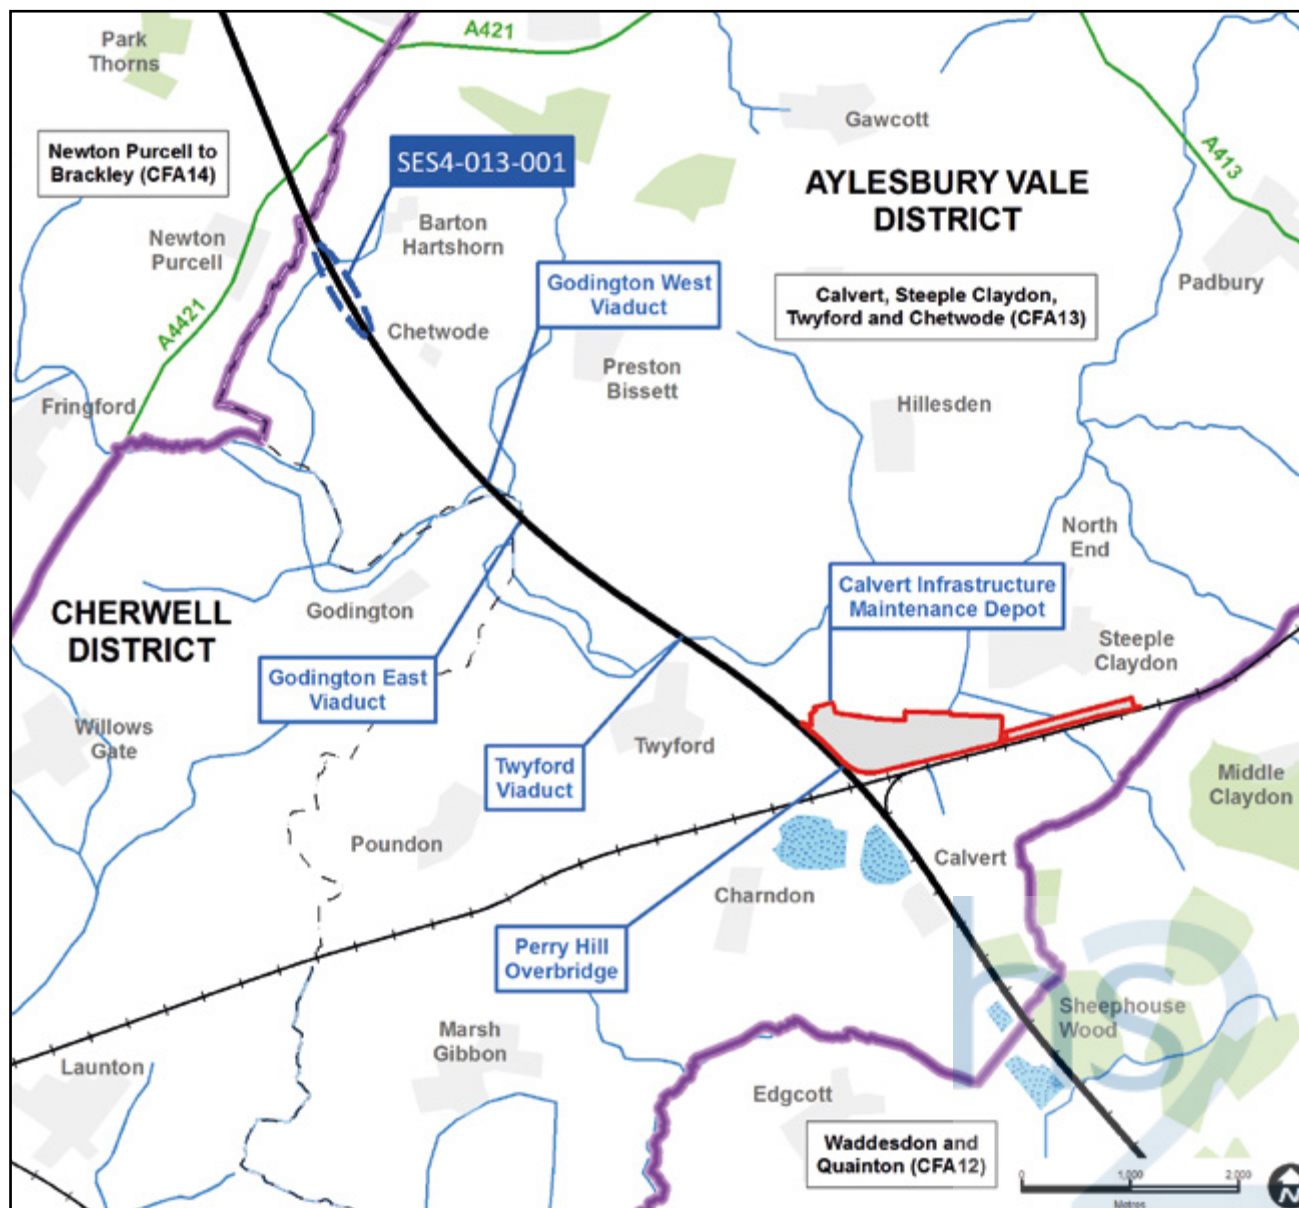 A421
Park
Thorns
Gawcott
A413
Newton Purcell to
Brackley (CFA14)
SES4-013-001
AYLESBURY VALE
DISTRICT
Barton
Hartshorn
Newton
Purcell
Godington West
Viaduct
Calvert, Steeple Claydon,
Twyford and Chetwode (CFA13)
Padbury
A4421
Chetwode
Preston
Bissett
Fringford
Hillesden
North
End
CHERWELL
DISTRICT
Godington
Calvert Infrastructure
Maintenance Depot
Steeple
Claydon
Godington East
Viaduct
Willows
Gate
Twyford
Twyford
Viaduct
Middle
Claydon
Poundon
Calvert
Charndon
Perry Hill
Overbridge
Sheephouse
Wood
Marsh
Gibbon
Launton
Edgcott
Waddesdon and
Quainton (CFA12)
hs2
0 1,000 2,000
Metres
N